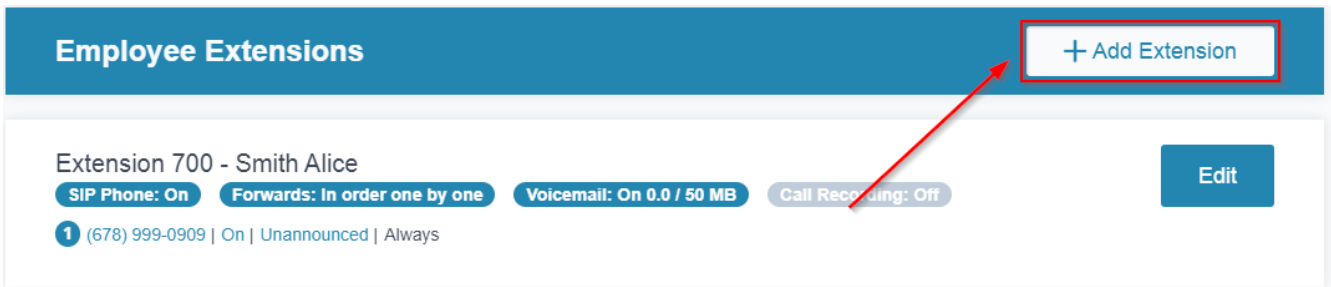 Employee Extensions
+ Add Extension
Extension 700 - Smith Alice
Edit
SIP Phone: On Forwards: In order one by one Voicemail: On 0.0 / 50 MB Call Recording: Off
1 (678) 999-0909 | On | Unannounced | Always